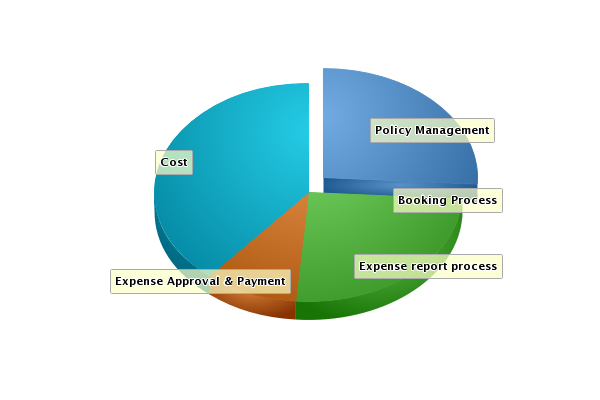 Policy Management
Cost
Booking Process
Expense report process
Expense Approval & Payment